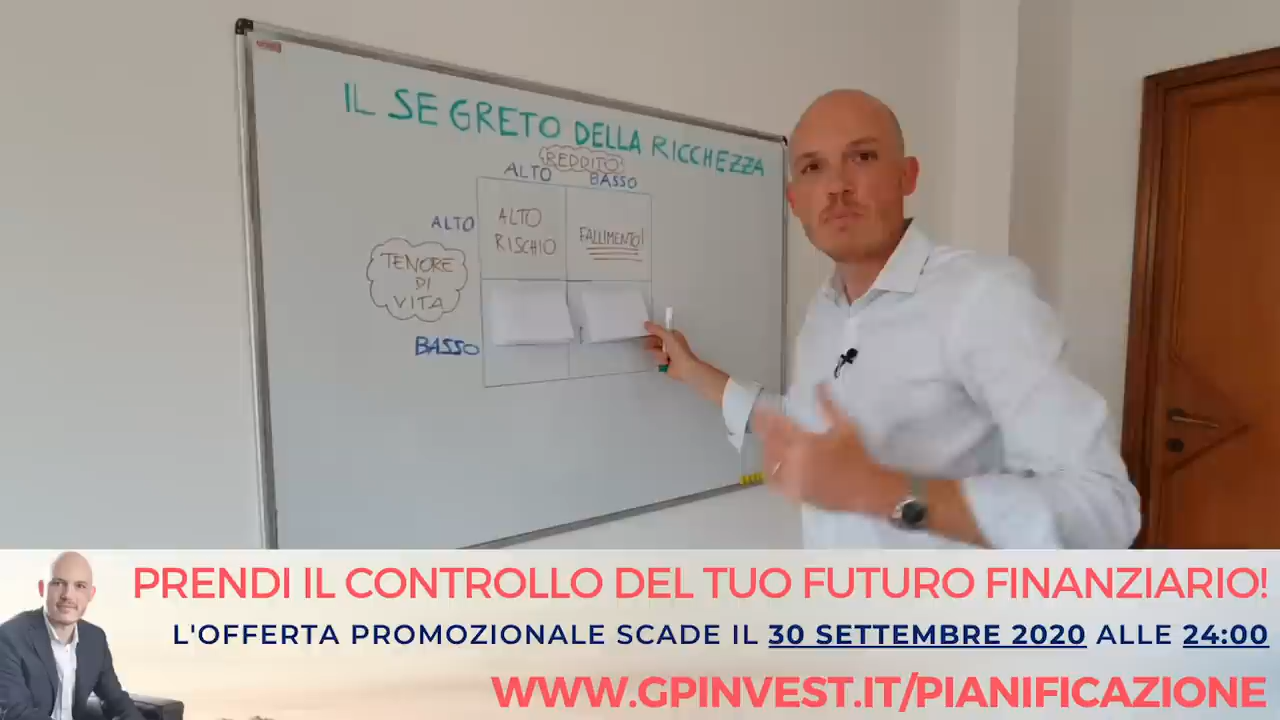 IL SEGRETO DELLA RICCHEZZA
REDDITO
ALTO BASSO
ALTO
ALTO
RISCHIO
FALLIMENTO!
TENORE
DI
VITA
BASSO
PRENDI IL CONTROLLO DEL TUO FUTURO FINANZIARIO!
L'OFFERTA PROMOZIONALE SCADE IL 30 SETTEMBRE 2020 ALLE 24:00
WWW.GPINVEST.IT/PIANIFICAZIONE